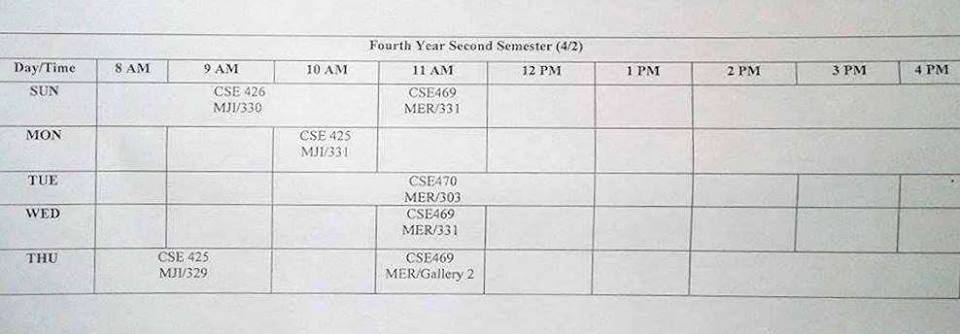 Fourth Year Second Semester (4/2)
Day/Time 8 AM 9 AM 10 AM 11 AM 12 PM 1 PM 2 PM 3 PM 4 PM
SUN CSE 426 CSE469
MJI/330 MER/331
MON CSE 425
MJI/331
TUE CSE470
MER/303
WED CSE469
MER/331
THU CSE 425 CSE469
MJI/329 MER/Gallery 2